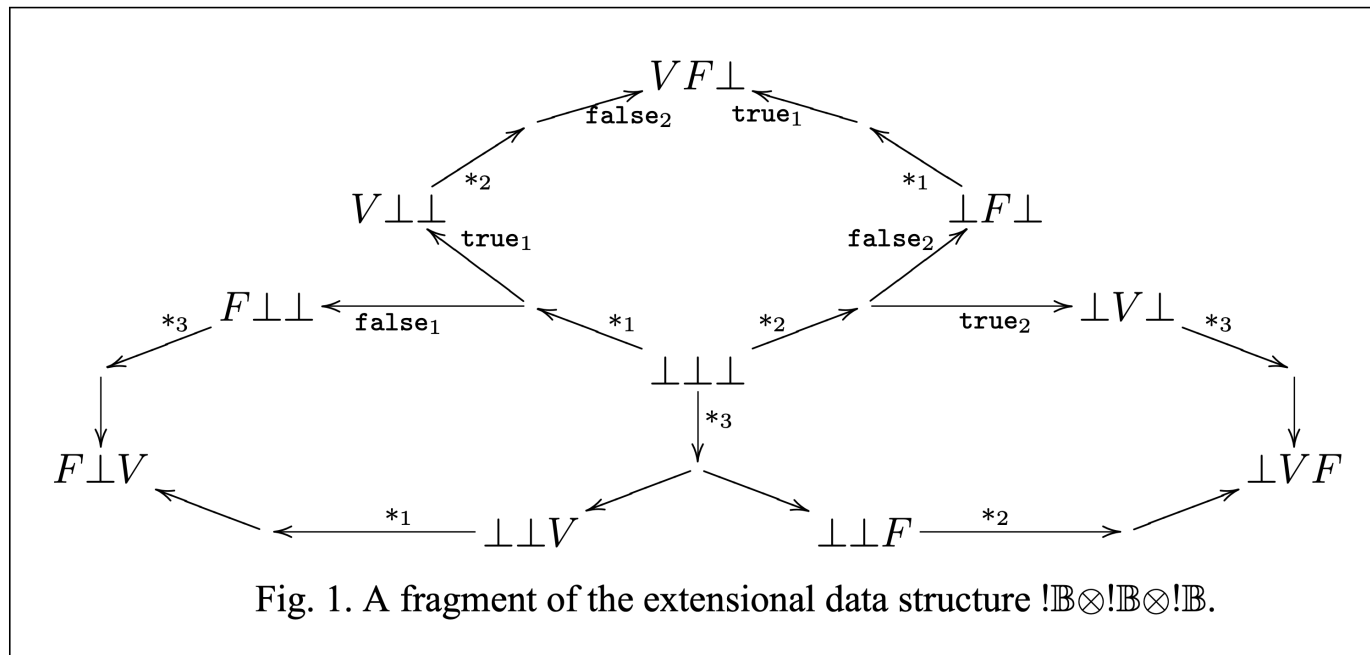 VF⊥
false₂ true₁
*₂ *₁
V⊥⊥ ⊥F⊥
true₁ false₂
F⊥⊥ ⊥V⊥
*₃ false₁ *₁ *₂ true₂ *₃
⊥⊥⊥
*₃
F⊥V ⊥VF
*₁ ⊥⊥V ⊥⊥F *₂
Fig. 1. A fragment of the extensional data structure !𝔹⊗!𝔹⊗!𝔹.